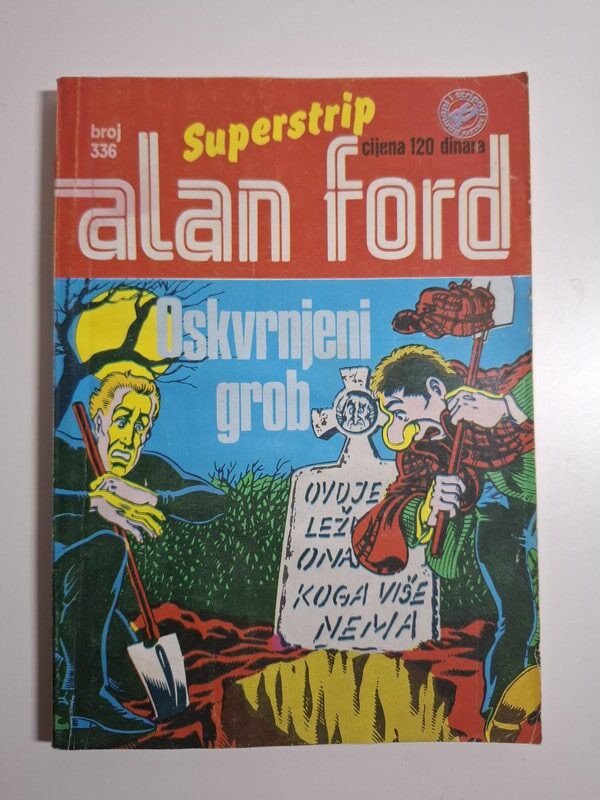 Superstrip
broj
336
cijena 120 dinara
alan ford
Oskvrnjeni
grob
OVDJE
LEŽI
ONAJ
KOGA VIŠE
NEMA